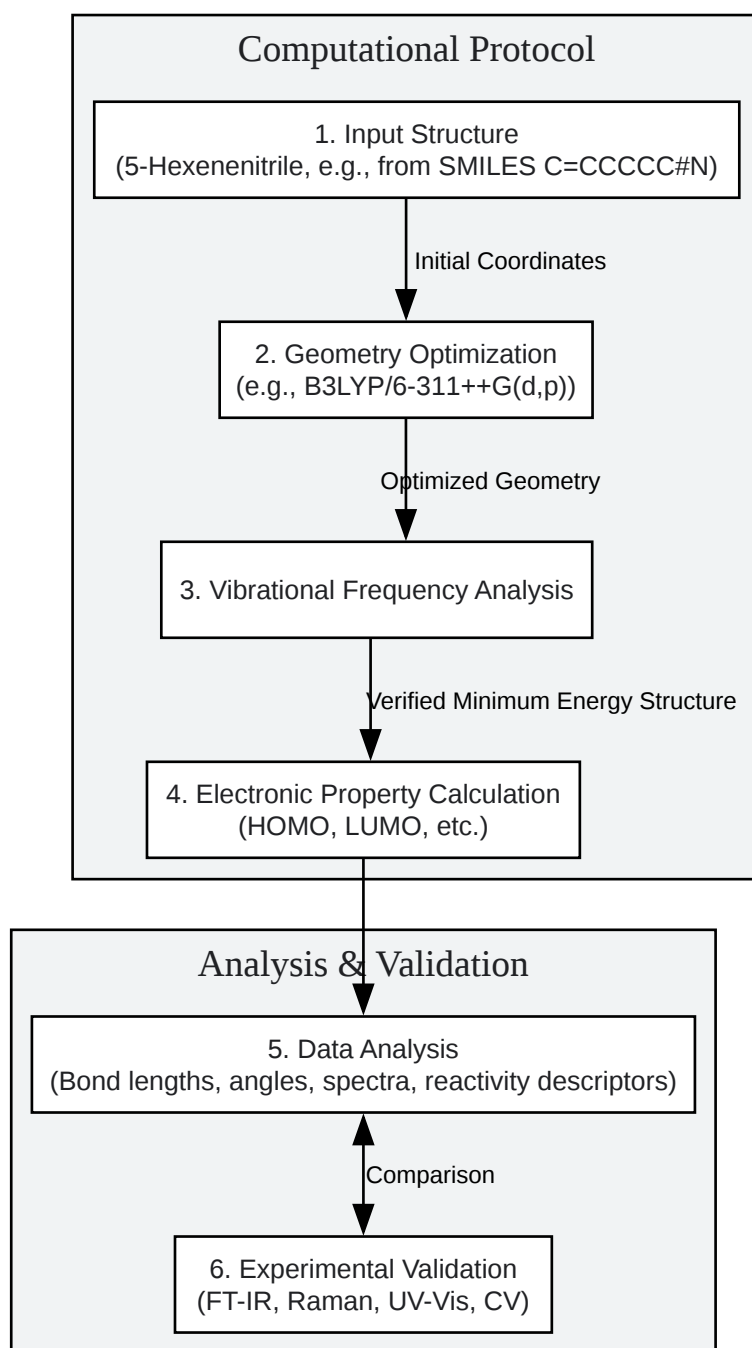 Computational Protocol
1. Input Structure
(5-Hexenenitrile, e.g., from SMILES C=CCCCC#N)
Initial Coordinates
2. Geometry Optimization
(e.g., B3LYP/6-311++G(d,p))
Optimized Geometry
3. Vibrational Frequency Analysis
Verified Minimum Energy Structure
4. Electronic Property Calculation
(HOMO, LUMO, etc.)
Analysis & Validation
5. Data Analysis
(Bond lengths, angles, spectra, reactivity descriptors)
Comparison
6. Experimental Validation
(FT-IR, Raman, UV-Vis, CV)